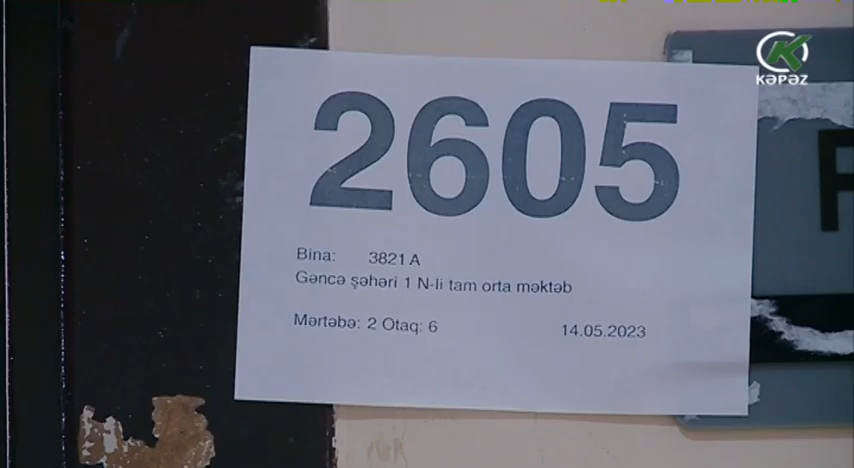 KƏPƏZ
2605
Bina: 3821 A
Gəncə şəhəri 1 N-li tam orta məktəb
Mərtəbə: 2 Otaq: 6 14.05.2023